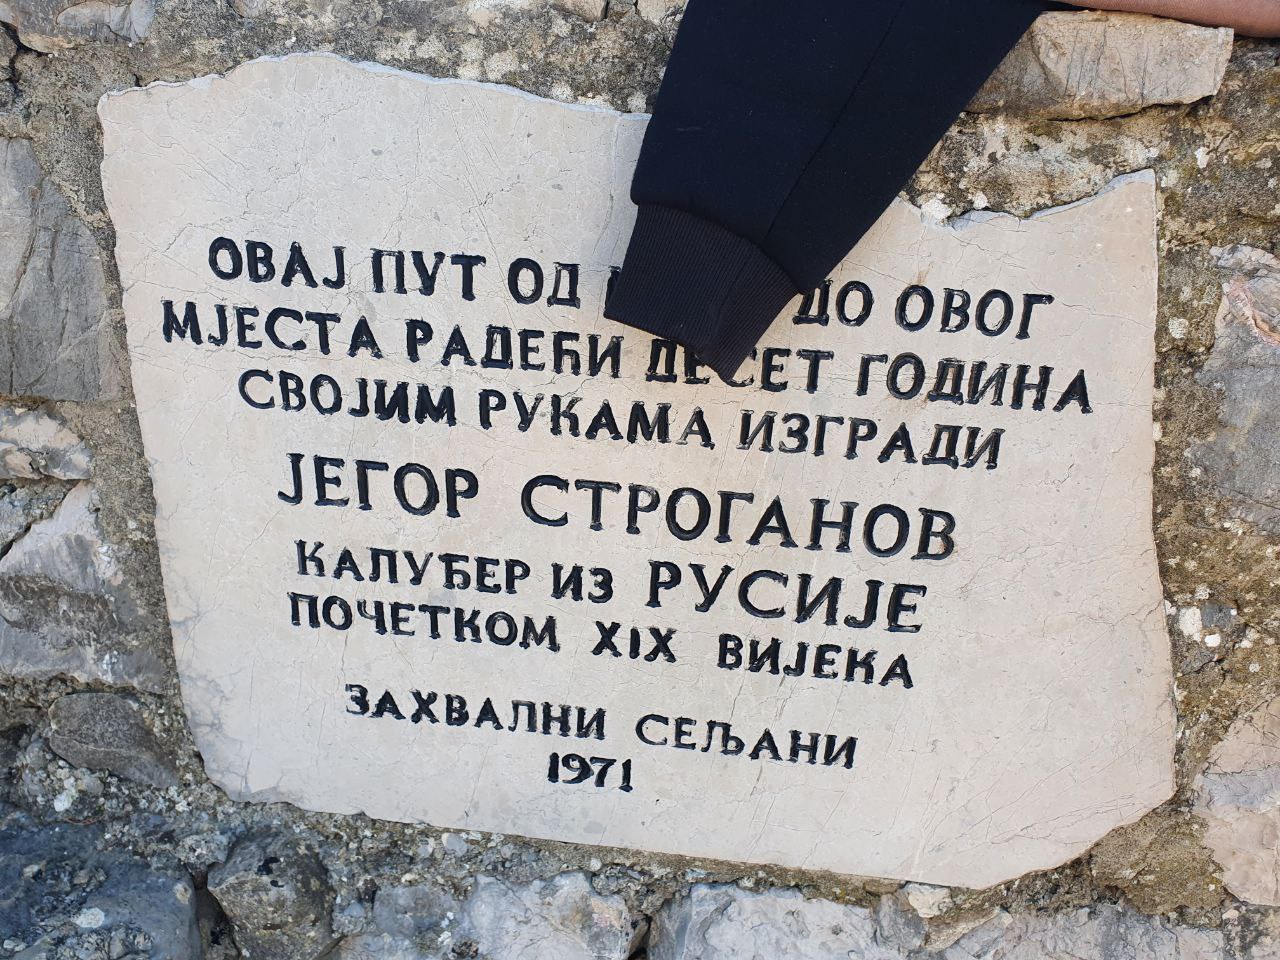 ОВАЈ ПУТ ОД ДО ОВОГ
МЈЕСТА РАДЕЋИ ДЕСЕТ ГОДИНА
СВОЈИМ РУКАМА ИЗГРАДИ
ЈЕГОР СТРОГАНОВ
КАЛУЂЕР ИЗ РУСИЈЕ
ПОЧЕТКОМ XIX ВИЈЕКА
ЗАХВАЛНИ СЕЉАНИ
1971